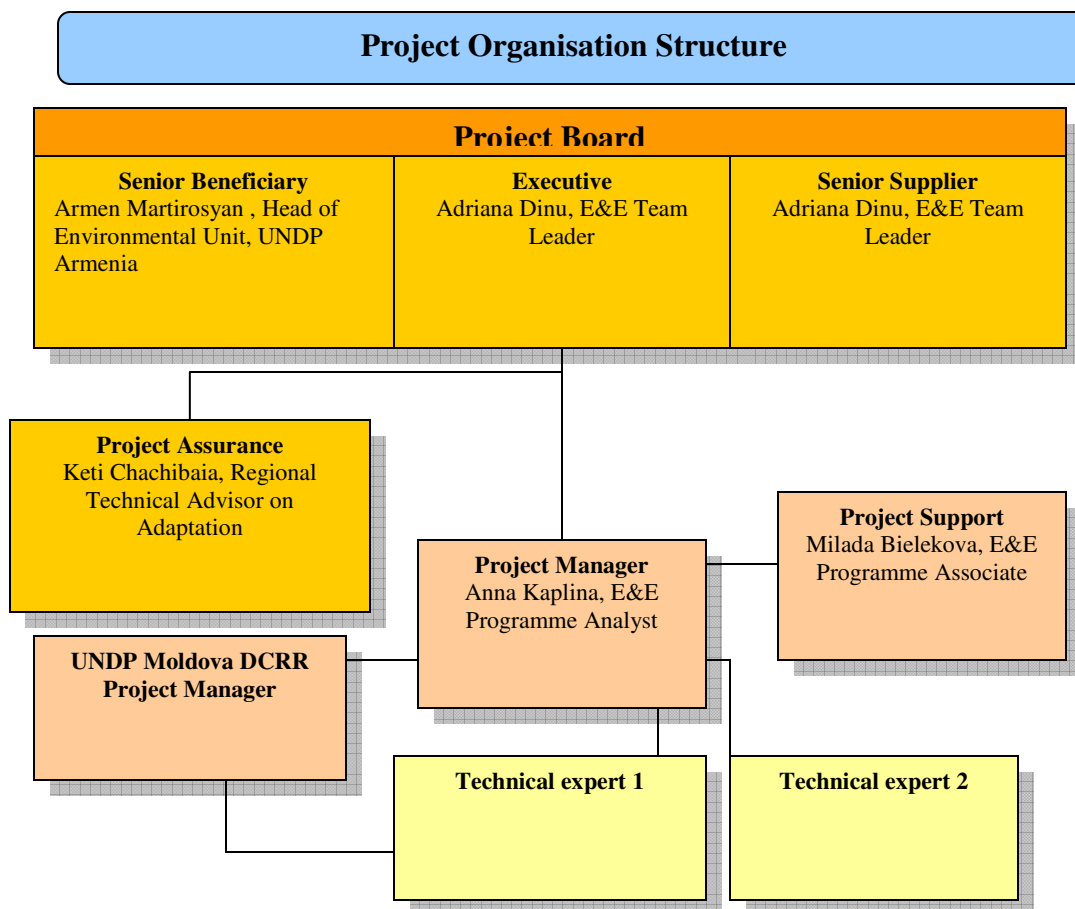 Project Organisation Structure
Project Board
Senior Beneficiary
Armen Martirosyan , Head of
Environmental Unit, UNDP
Armenia
Executive
Adriana Dinu, E&E Team
Leader
Senior Supplier
Adriana Dinu, E&E Team
Leader
Project Assurance
Keti Chachibaia, Regional
Technical Advisor on
Adaptation
Project Support
Milada Bielekova, E&E
Programme Associate
Project Manager
Anna Kaplina, E&E
Programme Analyst
UNDP Moldova DCRR
Project Manager
Technical expert 1
Technical expert 2